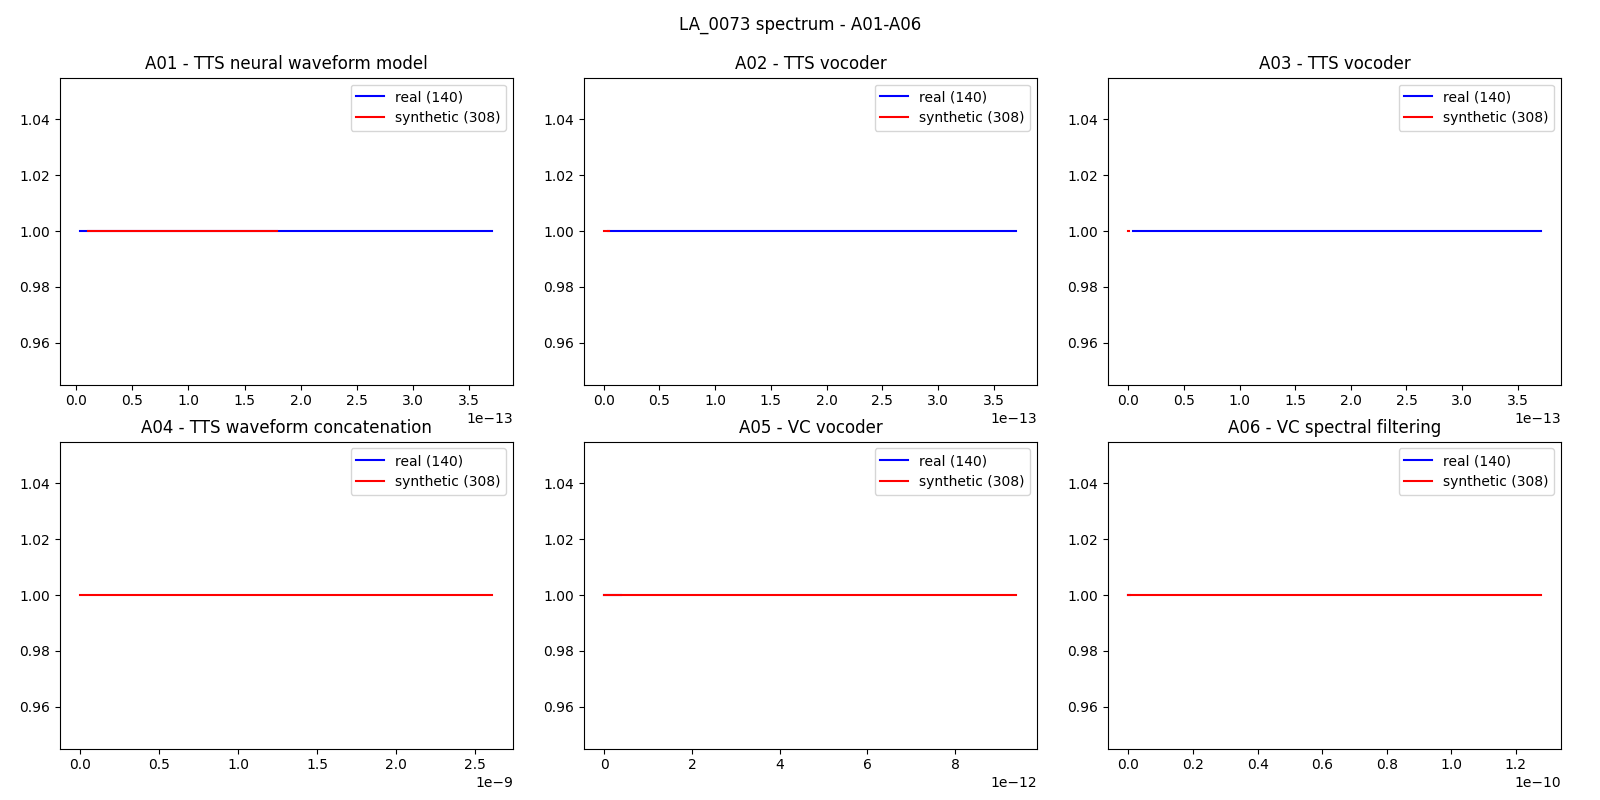 LA_0073 spectrum - A01-A06
A01 - TTS neural waveform model
real (140)
synthetic (308)
1.04
1.02
1.00
0.98
0.96
0.0 0.5 1.0 1.5 2.0 2.5 3.0 3.5
1e−13
A02 - TTS vocoder
real (140)
synthetic (308)
1.04
1.02
1.00
0.98
0.96
0.0 0.5 1.0 1.5 2.0 2.5 3.0 3.5
1e−13
A03 - TTS vocoder
real (140)
synthetic (308)
1.04
1.02
1.00
0.98
0.96
0.0 0.5 1.0 1.5 2.0 2.5 3.0 3.5
1e−13
A04 - TTS waveform concatenation
real (140)
synthetic (308)
1.04
1.02
1.00
0.98
0.96
0.0 0.5 1.0 1.5 2.0 2.5
1e−9
A05 - VC vocoder
real (140)
synthetic (308)
1.04
1.02
1.00
0.98
0.96
0 2 4 6 8
1e−12
A06 - VC spectral filtering
real (140)
synthetic (308)
1.04
1.02
1.00
0.98
0.96
0.0 0.2 0.4 0.6 0.8 1.0 1.2
1e−10